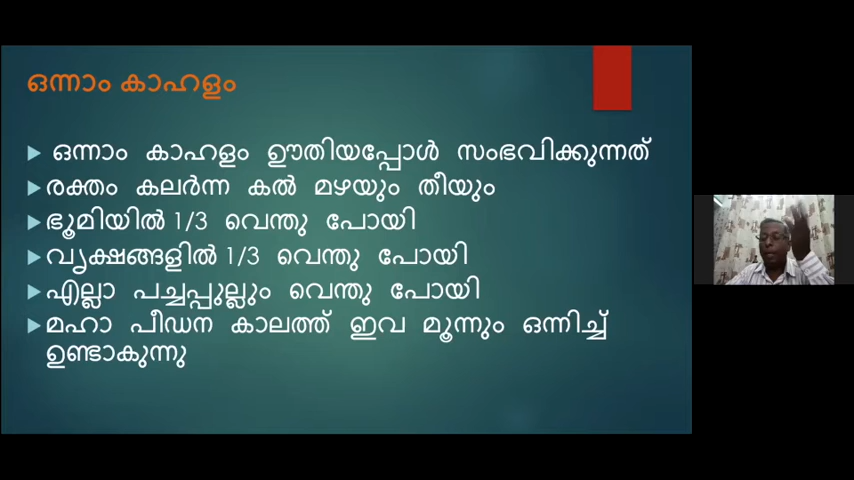 ഒന്നാം കാഹളം
ഒന്നാം കാഹളം ഊതിയപ്പോൾ സംഭവിക്കുന്നത്
രക്തം കലർന്ന കൽ മഴയും തീയും
ഭൂമിയിൽ 1/3 വെന്തു പോയി
വൃക്ഷങ്ങളിൽ 1/3 വെന്തു പോയി
എല്ലാ പച്ചപ്പുല്ലും വെന്തു പോയി
മഹാ പീഡന കാലത്ത് ഇവ മൂന്നും ഒന്നിച്ച്
ഉണ്ടാകുന്നു